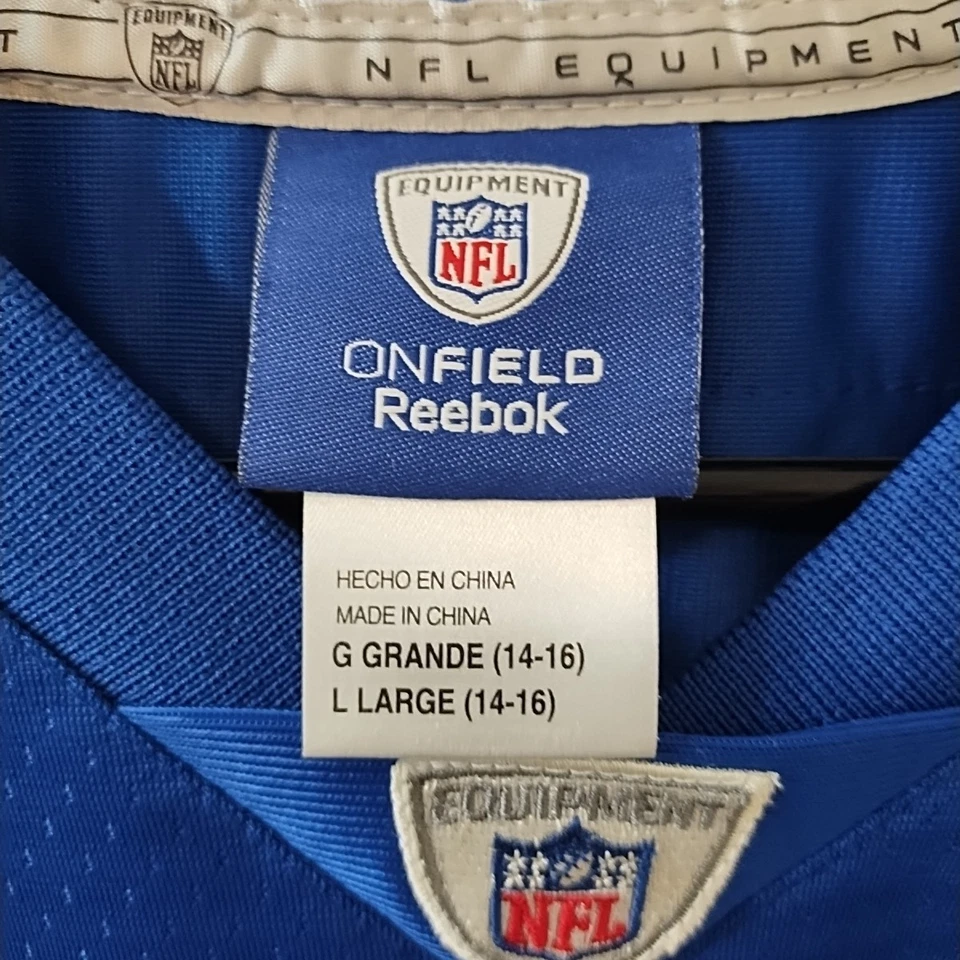 T
EQUIPMENT
NFL
NFL EQUIPMENT
EQUIPMENT
NFL
ONFIELD
Reebok
HECHO EN CHINA
MADE IN CHINA
G GRANDE (14-16)
L LARGE (14-16)
EQUIPMENT
NFL